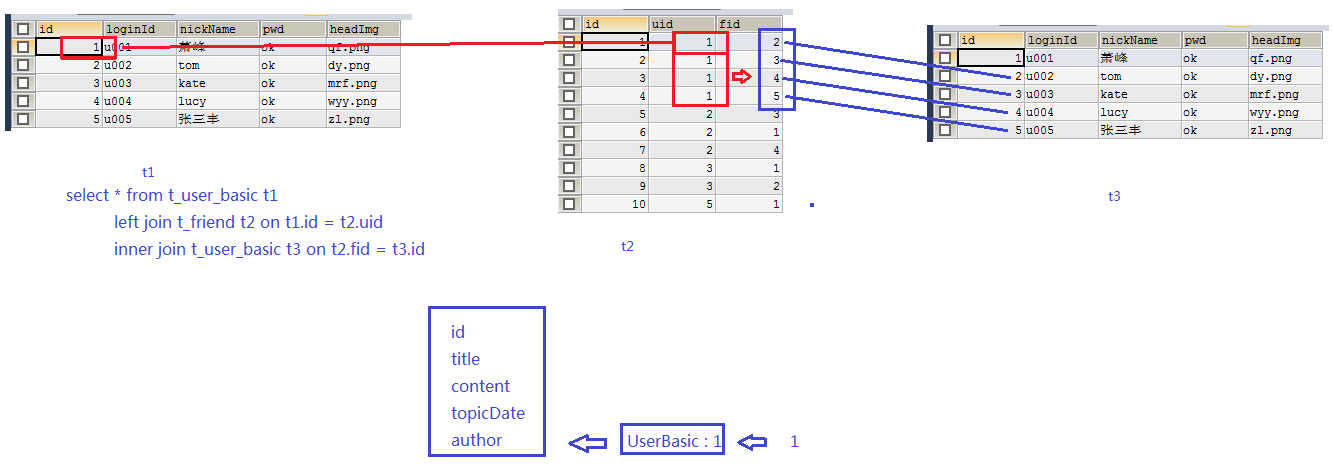 id loginId nickName pwd headImg
1 u001 萧峰 ok qf.png
2 u002 tom ok dy.png
3 u003 kate ok mrf.png
4 u004 lucy ok wyy.png
5 u005 张三丰 ok zl.png
t1
select * from t_user_basic t1
left join t_friend t2 on t1.id = t2.uid
inner join t_user_basic t3 on t2.fid = t3.id
id uid fid
1 1 2
2 1 3
3 1 4
4 1 5
5 2 3
6 2 1
7 2 4
8 3 1
9 3 2
10 5 1
t2
id loginId nickName pwd headImg
1 u001 萧峰 ok qf.png
2 u002 tom ok dy.png
3 u003 kate ok mrf.png
4 u004 lucy ok wyy.png
5 u005 张三丰 ok zl.png
t3
id
title
content
topicDate
author
UserBasic : 1
1